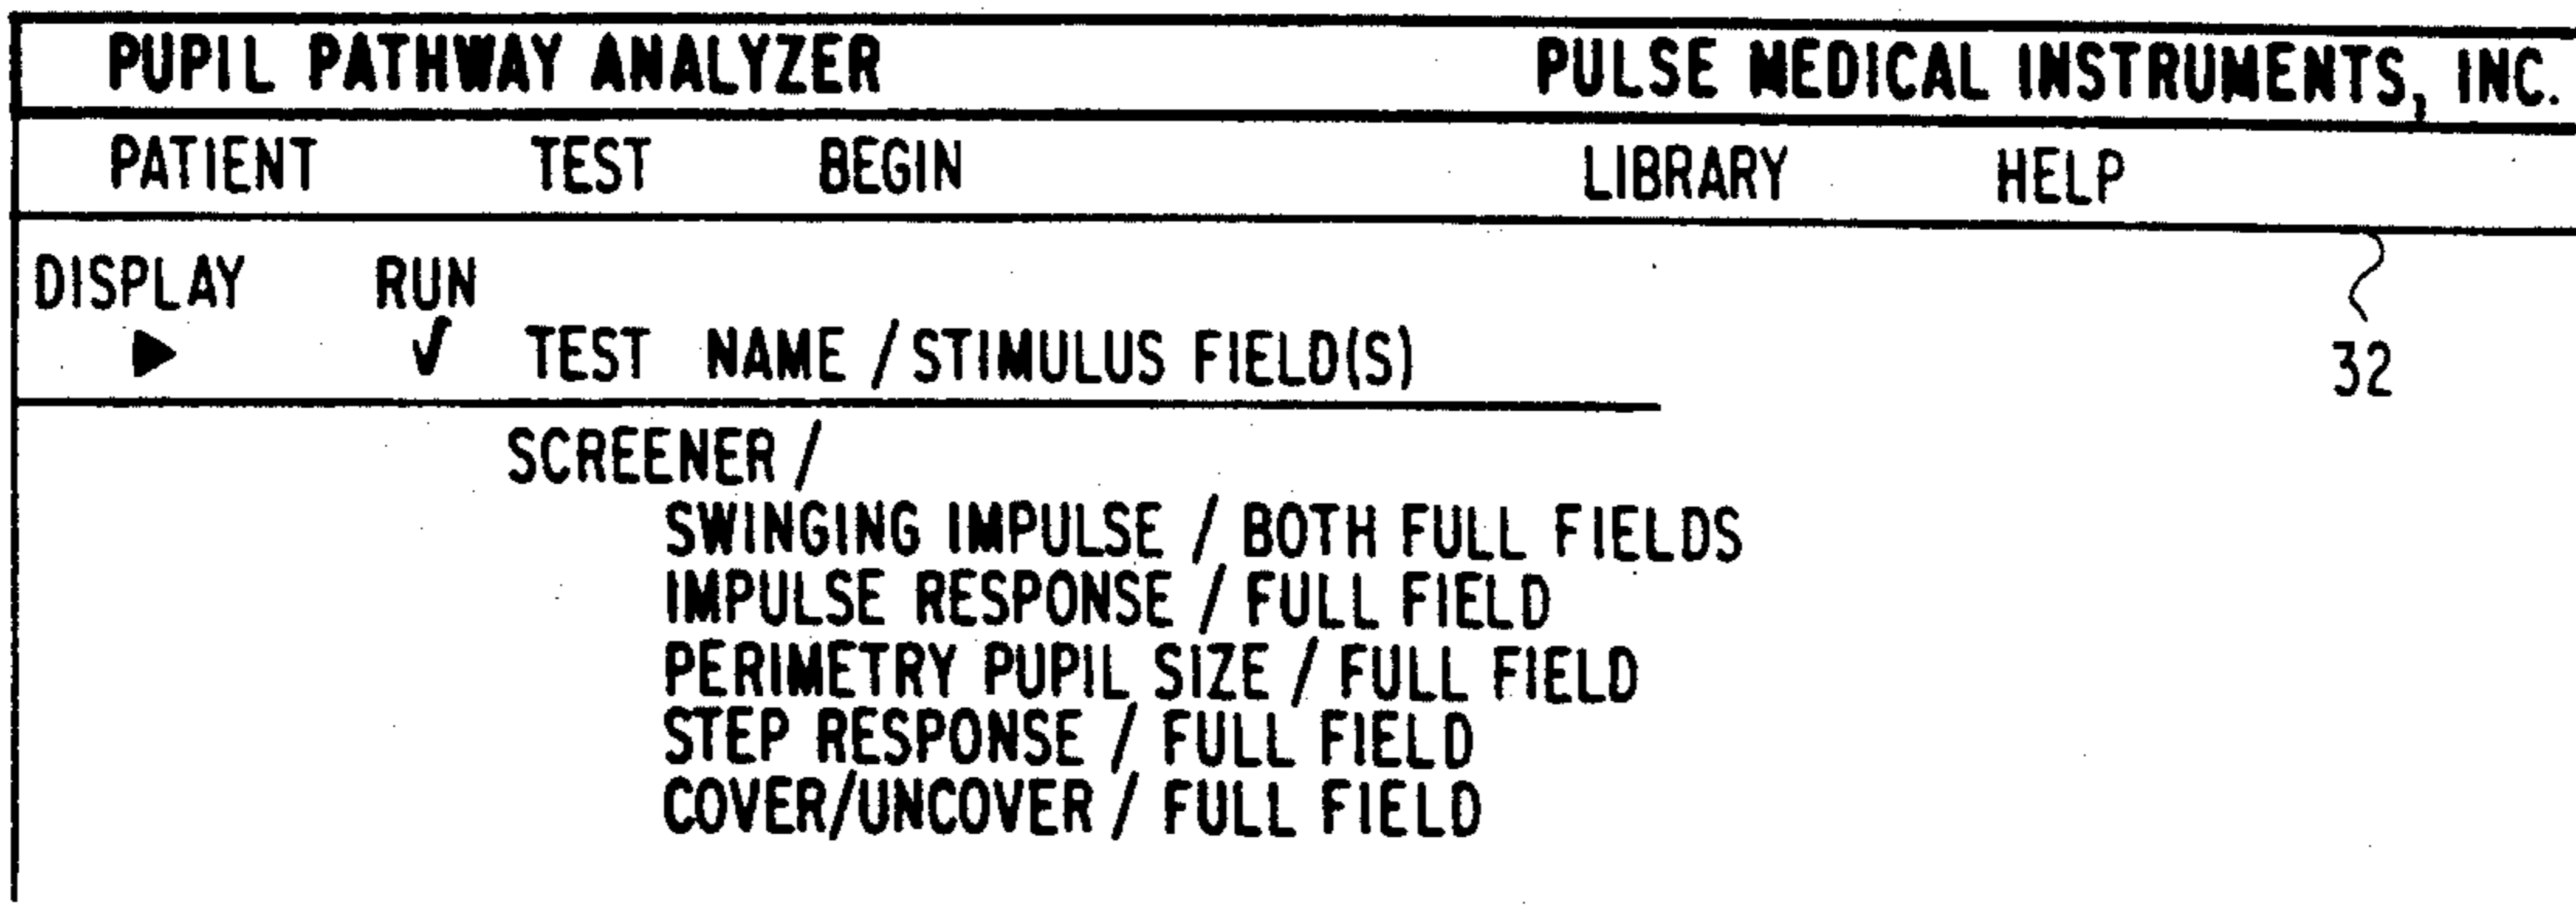 PUPIL PATHWAY ANALYZER PULSE MEDICAL INSTRUMENTS, INC.
PATIENT TEST BEGIN LIBRARY HELP
DISPLAY RUN
▶ √ TEST NAME / STIMULUS FIELD(S)
32
SCREENER /
SWINGING IMPULSE / BOTH FULL FIELDS
IMPULSE RESPONSE / FULL FIELD
PERIMETRY PUPIL SIZE / FULL FIELD
STEP RESPONSE / FULL FIELD
COVER/UNCOVER / FULL FIELD